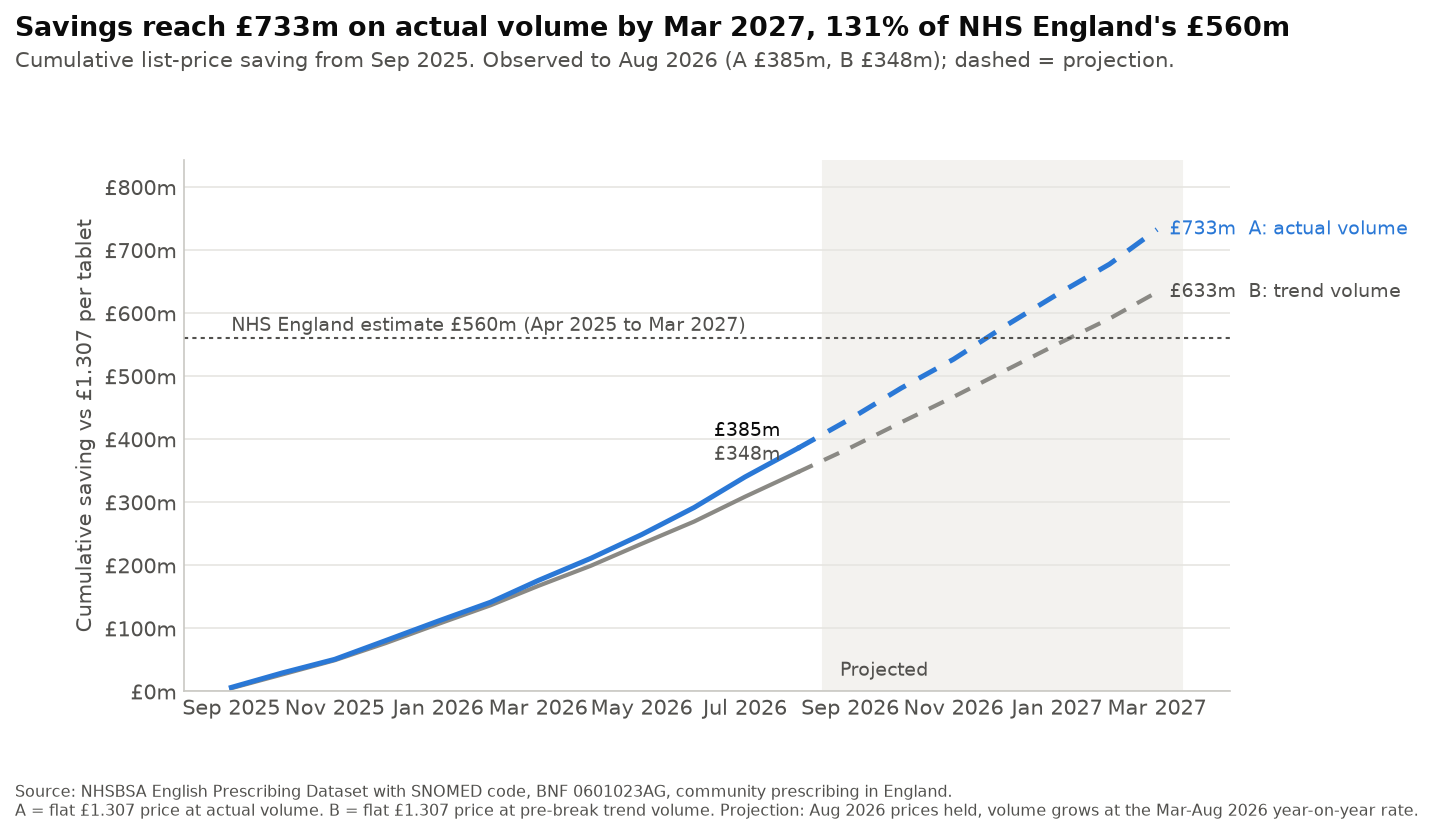 Savings reach £733m on actual volume by Mar 2027, 131% of NHS England's £560m
Cumulative list-price saving from Sep 2025. Observed to Aug 2026 (A £385m, B £348m); dashed = projection.
Cumulative saving vs £1.307 per tablet
£800m
£700m
£600m
£500m
£400m
£300m
£200m
£100m
£0m
NHS England estimate £560m (Apr 2025 to Mar 2027)
£733m A: actual volume
£633m B: trend volume
£385m
£348m
Projected
Sep 2025 Nov 2025 Jan 2026 Mar 2026 May 2026 Jul 2026 Sep 2026 Nov 2026 Jan 2027 Mar 2027
Source: NHSBSA English Prescribing Dataset with SNOMED code, BNF 0601023AG, community prescribing in England.
A = flat £1.307 price at actual volume. B = flat £1.307 price at pre-break trend volume. Projection: Aug 2026 prices held, volume grows at the Mar-Aug 2026 year-on-year rate.